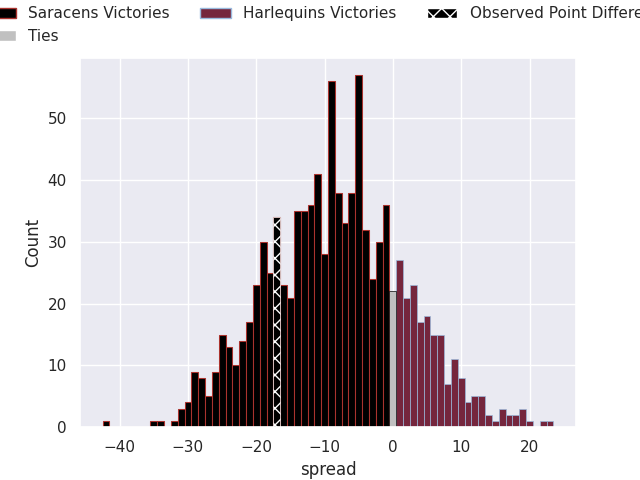 Saracens Victories
Harlequins Victories
Observed Point Differe
Ties
Count
50
40
30
20
10
0
−40
−30
−20
−10
0
10
20
spread